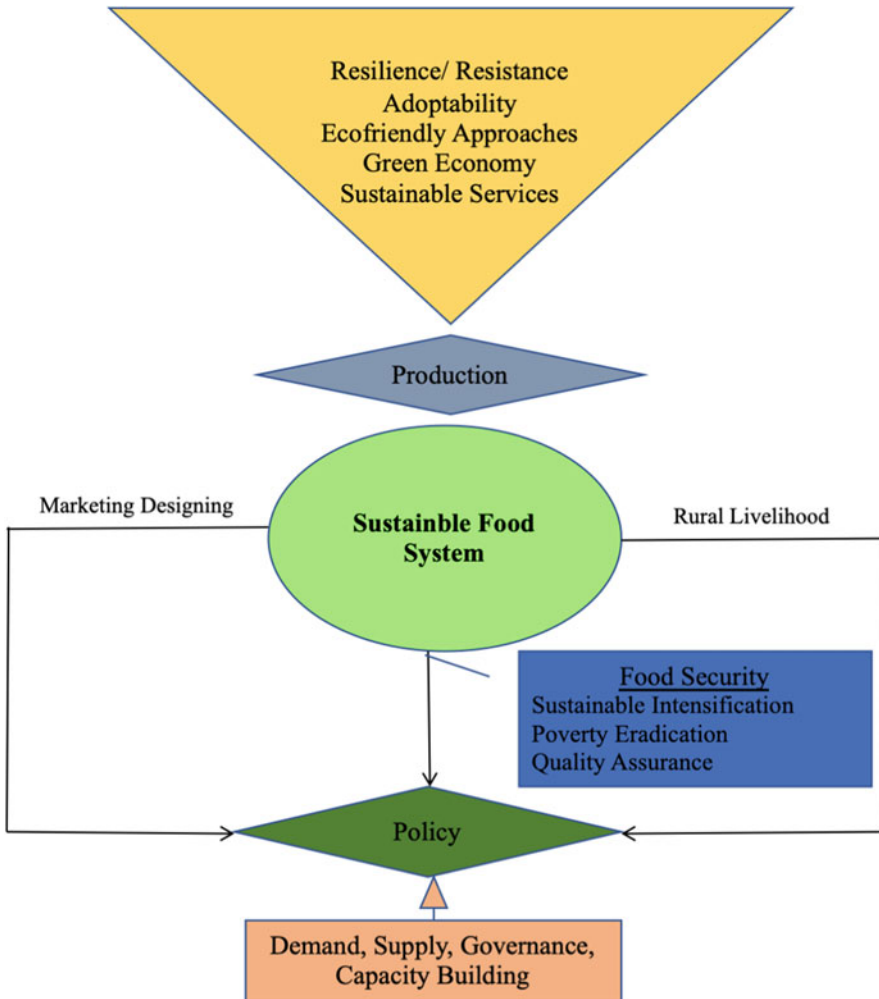 Resilience/ Resistance
Adoptability
Ecofriendly Approaches
Green Economy
Sustainable Services
Production
Marketing Designing
Sustainble Food
System
Rural Livelihood
Food Security
Sustainable Intensification
Poverty Eradication
Quality Assurance
Policy
Demand, Supply, Governance,
Capacity Building